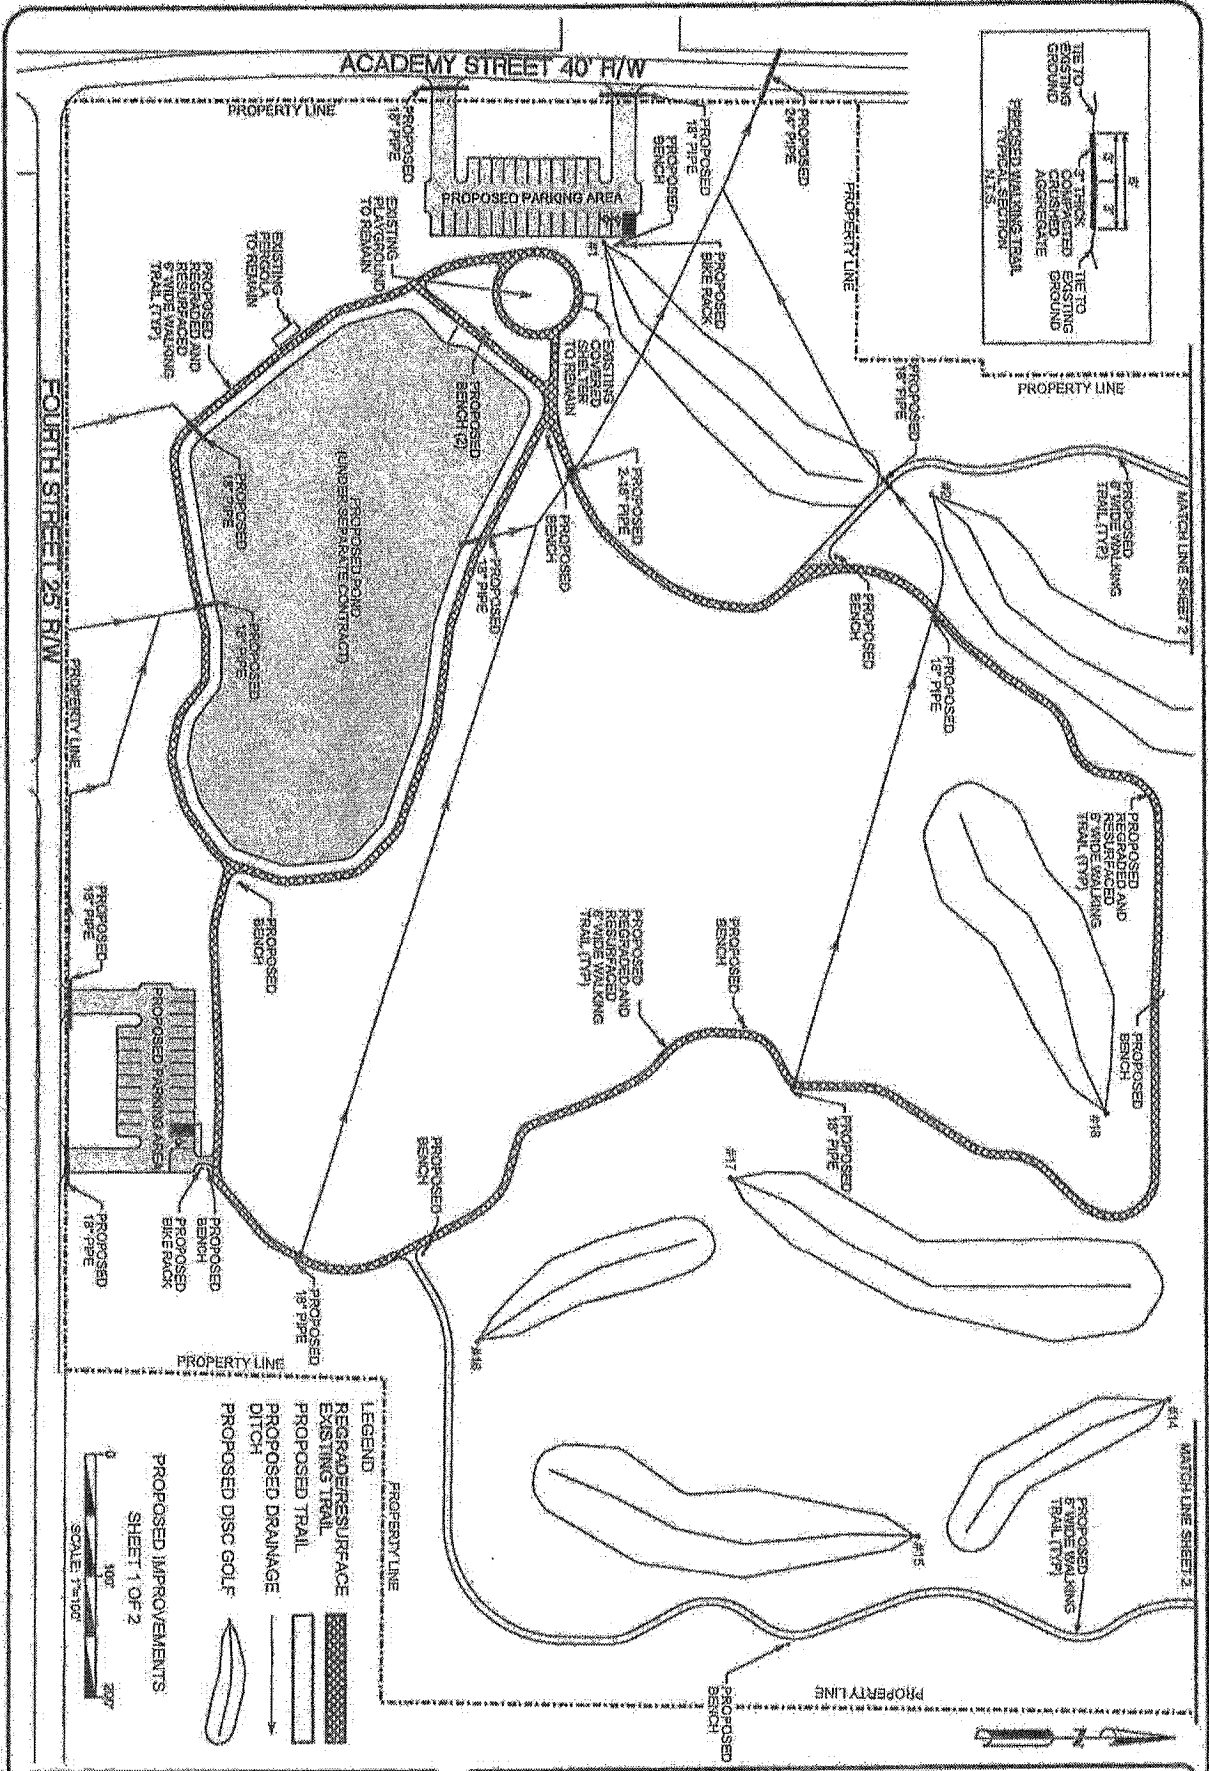 ACADEMY STREET 40' R/W
PROPERTY LINE
PROPOSED
18" PIPE
PROPOSED
18" PIPE
PROPOSED
24" PIPE
PROPOSED
BENCH
PROPOSED PARKING AREA
#1
PROPOSED
BIKE RACK
PROPERTY LINE
PROPERTY LINE
TIE TO
EXISTING
GROUND
6'
3'
3'
THICK
COMPACTED
CRUSHED
AGGREGATE
TIE TO
EXISTING
GROUND
PROPOSED WALKING TRAIL
TYPICAL SECTION
N.T.S.
EXISTING
PLAYGROUND
TO REMAIN
EXISTING
PERGOLA
TO REMAIN
PROPOSED
REGRADED AND
RESURFACED
6' WIDE WALKING
TRAIL (TYP)
EXISTING
COVERED
SHELTER
TO REMAIN
PROPOSED
BENCH (2)
PROPOSED
2-18" PIPE
PROPOSED
BENCH
PROPOSED
18" PIPE
PROPOSED
18" PIPE
PROPOSED
18" PIPE
PROPOSED POND
(UNDER SEPARATE CONTRACT)
FOURTH STREET 25' R/W
PROPERTY LINE
PROPOSED
18" PIPE
PROPOSED
BENCH
PROPOSED
18" PIPE
PROPOSED
6' WIDE WALKING
TRAIL (TYP)
MATCH LINE SHEET 2
PROPOSED
REGRADED AND
RESURFACED
6' WIDE WALKING
TRAIL (TYP)
PROPOSED
BENCH
#18
PROPOSED
BENCH
PROPOSED
REGRADED AND
RESURFACED
6' WIDE WALKING
TRAIL (TYP)
PROPOSED
BENCH
PROPOSED
18" PIPE
PROPOSED PARKING AREA
PROPOSED
18" PIPE
PROPOSED
BIKE RACK
PROPOSED
BENCH
PROPOSED
18" PIPE
PROPOSED
BENCH
PROPOSED
18" PIPE
#17
#16
#14
#15
MATCH LINE SHEET 2
PROPOSED
6' WIDE WALKING
TRAIL (TYP)
PROPOSED
BENCH
PROPERTY LINE
PROPERTY LINE
PROPERTY LINE
N
LEGEND
REGRADE/RESURFACE
EXISTING TRAIL
PROPOSED TRAIL
PROPOSED DRAINAGE
DITCH
PROPOSED DISC GOLF
PROPOSED IMPROVEMENTS
SHEET 1 OF 2
0
100'
200'
SCALE: 1"=100'